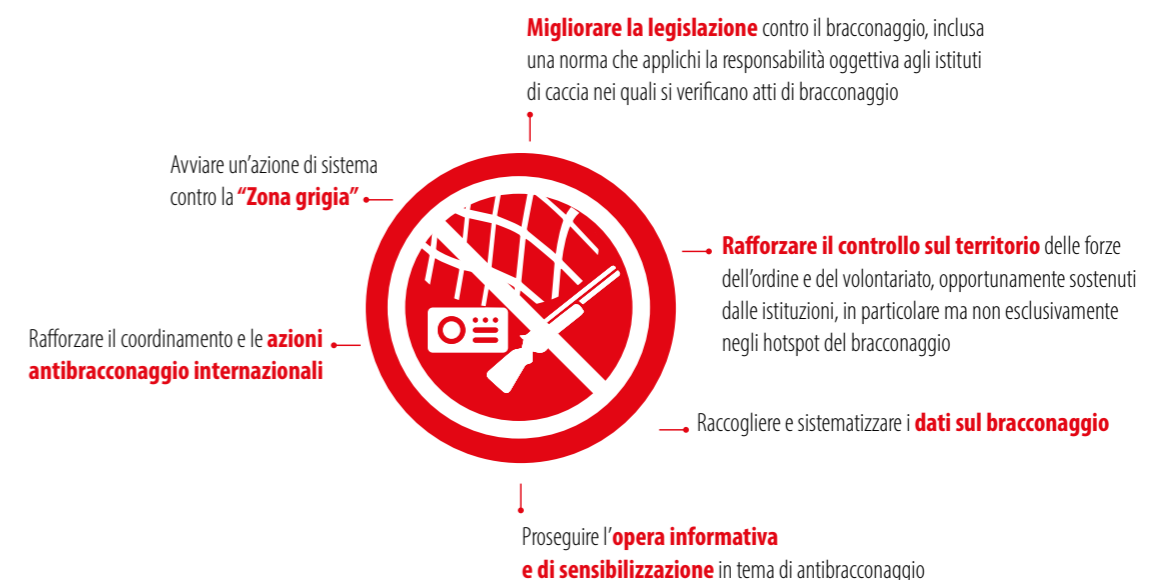 Migliorare la legislazione contro il bracconaggio, inclusa
una norma che applichi la responsabilità oggettiva agli istituti
di caccia nei quali si verificano atti di bracconaggio
Avviare un’azione di sistema
contro la “Zona grigia”
Rafforzare il controllo sul territorio delle forze
dell’ordine e del volontariato, opportunamente sostenuti
dalle istituzioni, in particolare ma non esclusivamente
negli hotspot del bracconaggio
Rafforzare il coordinamento e le azioni
antibracconaggio internazionali
Raccogliere e sistematizzare i dati sul bracconaggio
Proseguire l’opera informativa
e di sensibilizzazione in tema di antibracconaggio